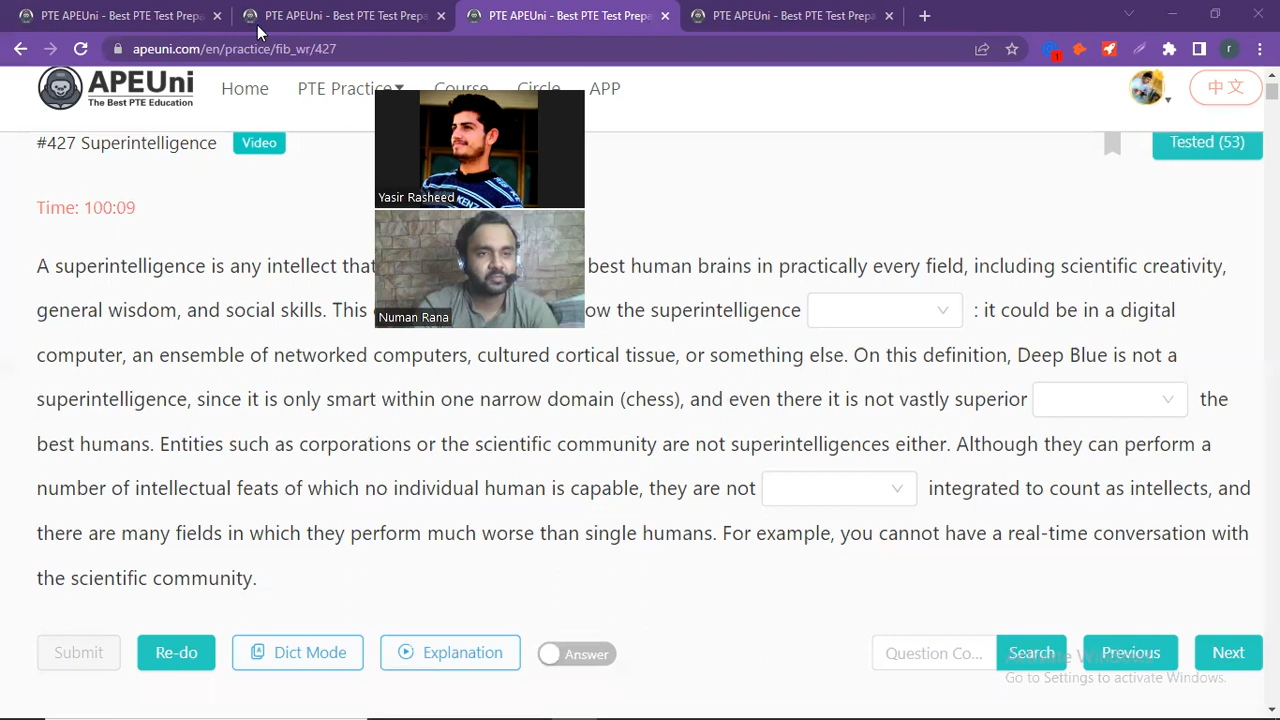 PTE APEUni - Best PTE Test Prepa
PTE APEUni - Best PTE Test Prepa
PTE APEUni - Best PTE Test Prepa
PTE APEUni - Best PTE Test Prepa
apeuni.com/en/practice/fib_wr/427
1
r
APEUni
The Best PTE Education
Home
PTE Practice
Course
Circle
APP
中文
#427 Superintelligence
Video
Tested (53)
Yasir Rasheed
Time: 100:09
Numan Rana
A superintelligence is any intellect that best human brains in practically every field, including scientific creativity,
general wisdom, and social skills. This ow the superintelligence : it could be in a digital
computer, an ensemble of networked computers, cultured cortical tissue, or something else. On this definition, Deep Blue is not a
superintelligence, since it is only smart within one narrow domain (chess), and even there it is not vastly superior the
best humans. Entities such as corporations or the scientific community are not superintelligences either. Although they can perform a
number of intellectual feats of which no individual human is capable, they are not integrated to count as intellects, and
there are many fields in which they perform much worse than single humans. For example, you cannot have a real-time conversation with
the scientific community.
Submit
Re-do
Dict Mode
Explanation
Answer
Question Co...
Search
Previous
Next
Activate Windows
Go to Settings to activate Windows.